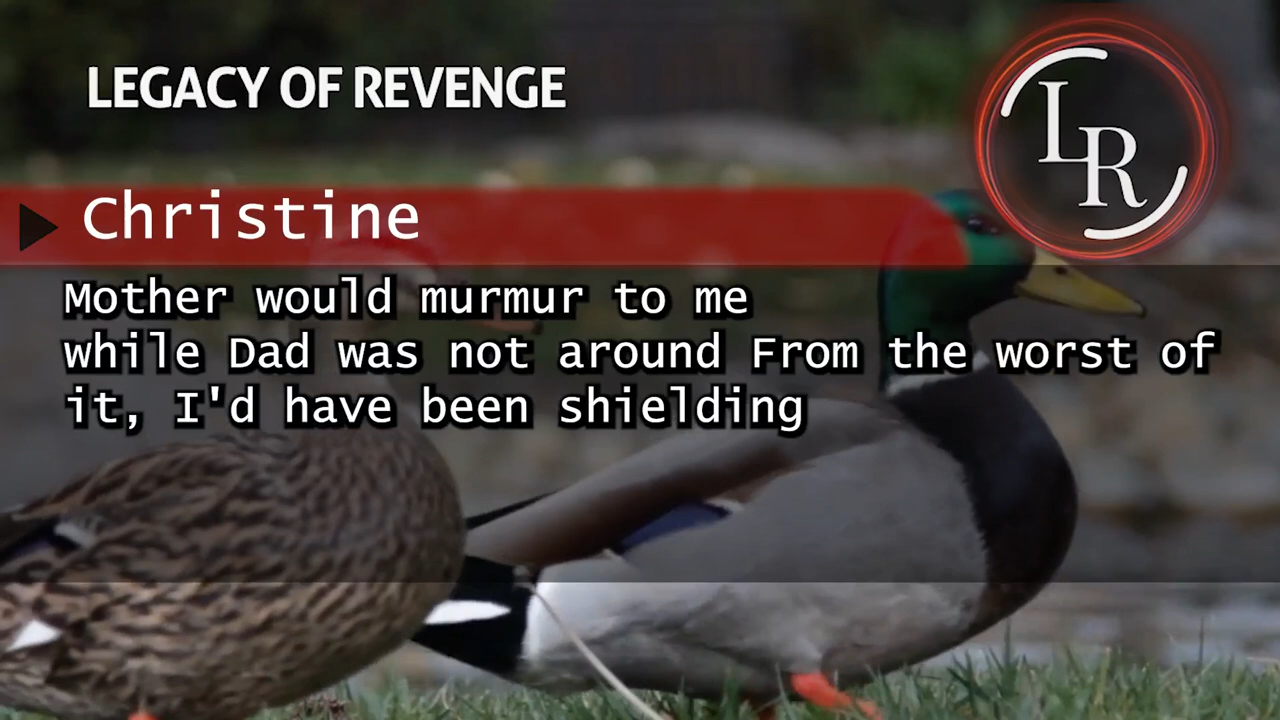 LEGACY OF REVENGE
LR
Christine
Mother would murmur to me
while Dad was not around From the worst of
it, I'd have been shielding